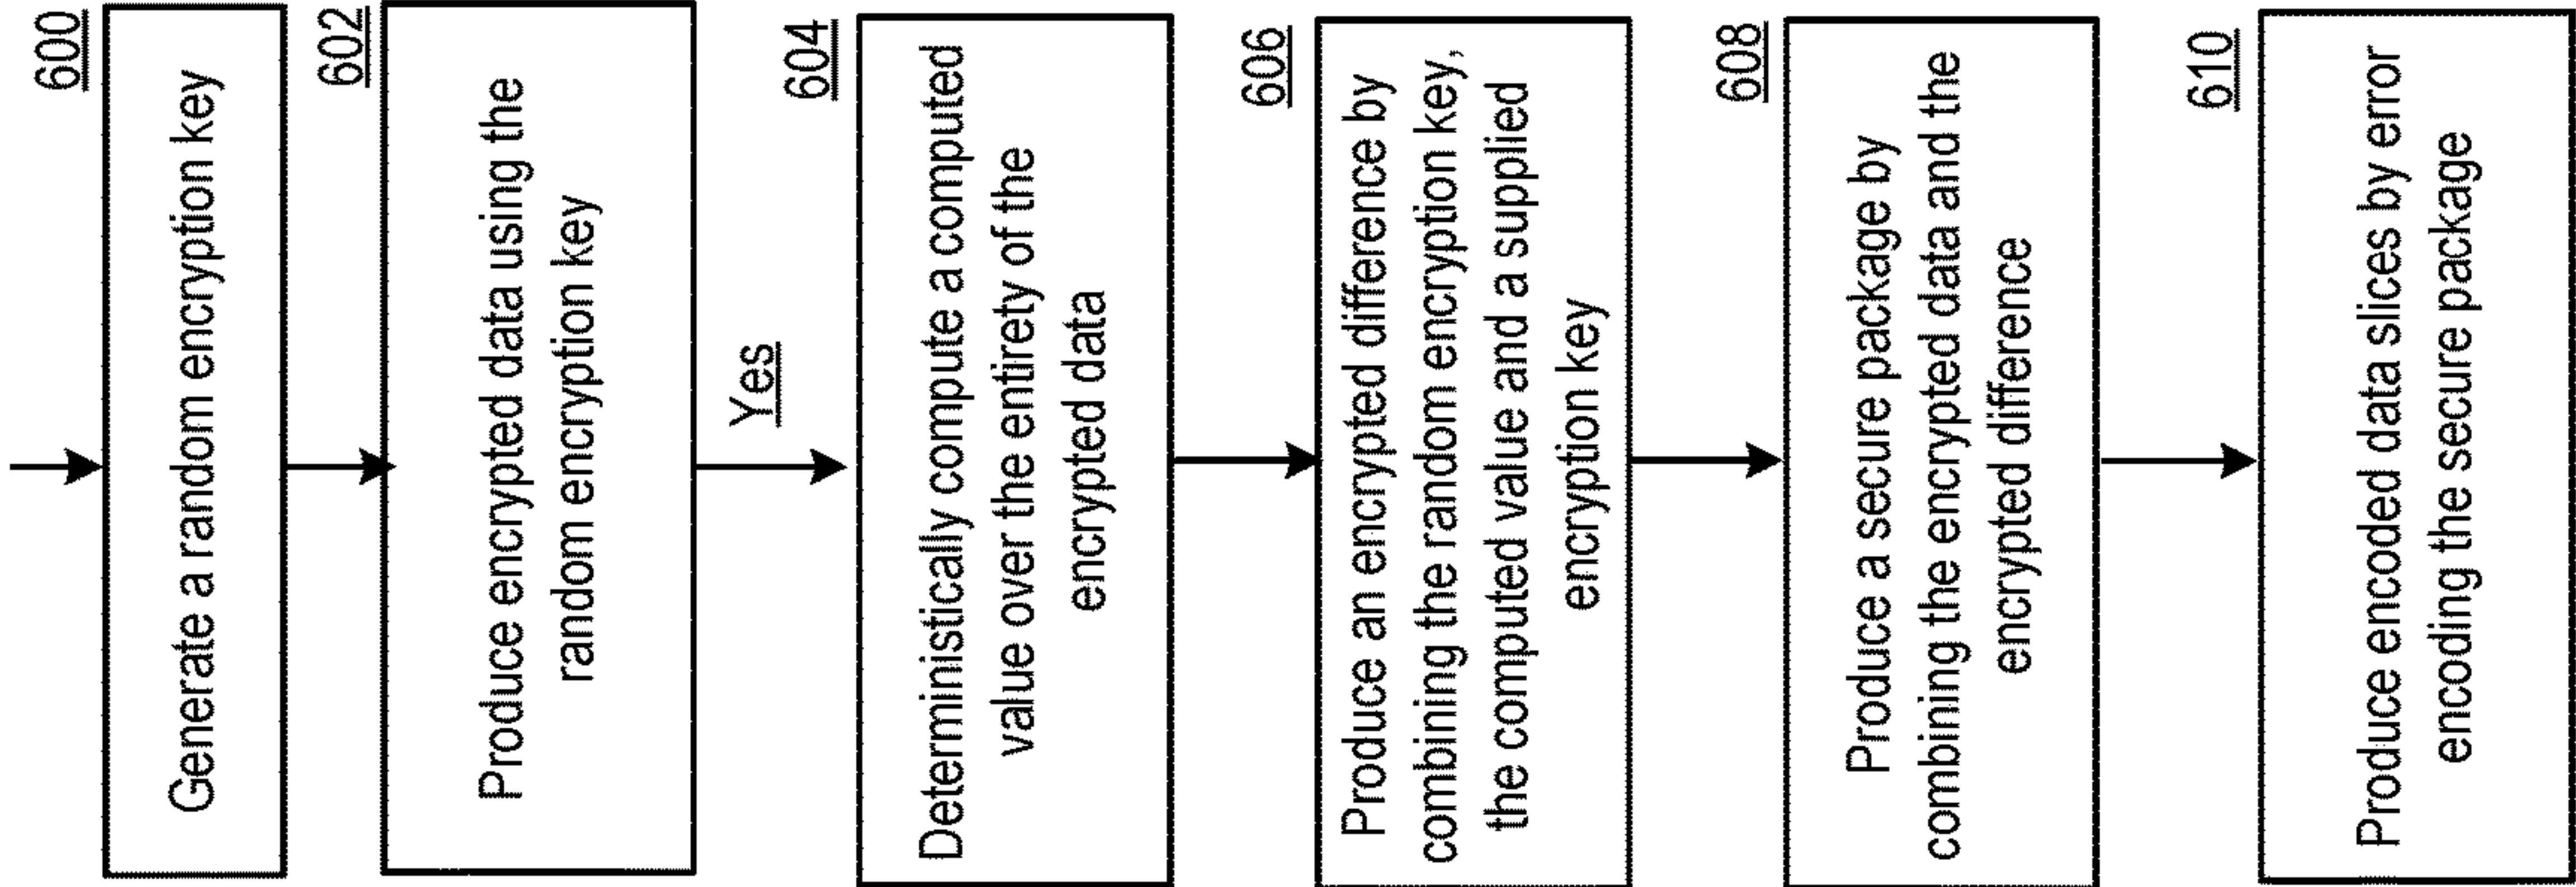 600
Generate a random encryption key
602
Produce encrypted data using the
random encryption key
Yes
604
Deterministically compute a computed
value over the entirety of the
encrypted data
606
Produce an encrypted difference by
combining the random encryption key,
the computed value and a supplied
encryption key
608
Produce a secure package by
combining the encrypted data and the
encrypted difference
610
Produce encoded data slices by error
encoding the secure package